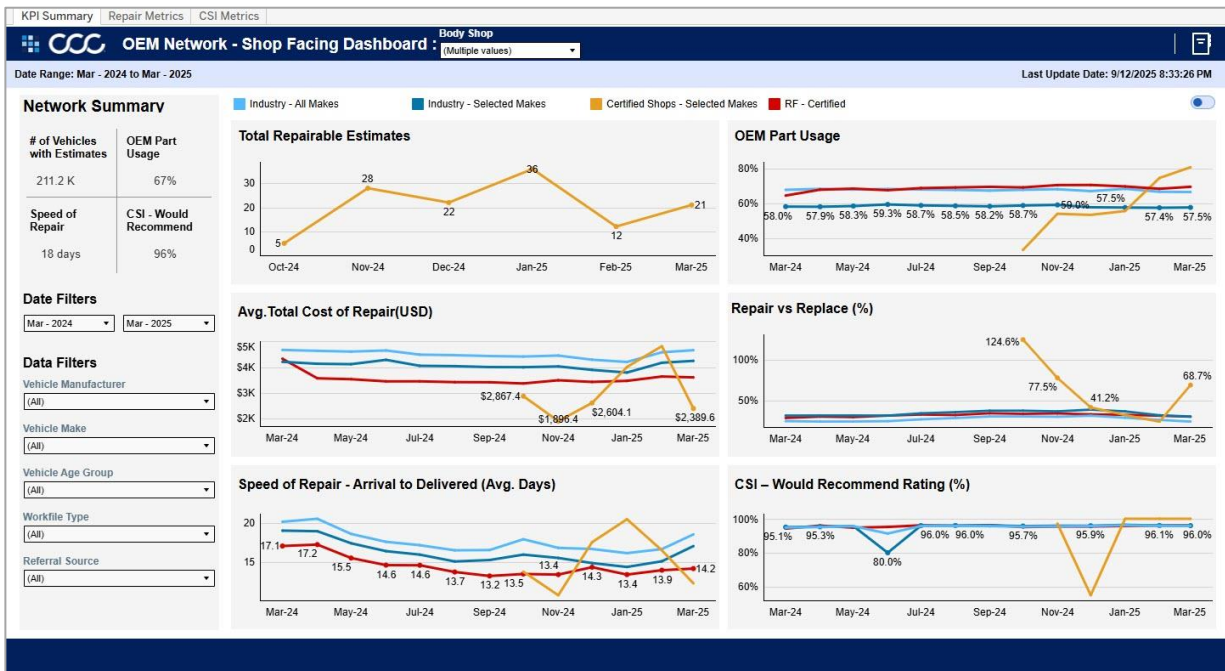 KPI Summary Repair Metrics CSI Metrics
CCC OEM Network - Shop Facing Dashboard : Body Shop
(Multiple values)
Date Range: Mar - 2024 to Mar - 2025 Last Update Date: 9/12/2025 8:33:26 PM
Network Summary
# of Vehicles with Estimates
211.2 K
OEM Part Usage
67%
Speed of Repair
18 days
CSI - Would Recommend
96%
Date Filters
Mar - 2024 Mar - 2025
Data Filters
Vehicle Manufacturer
(All)
Vehicle Make
(All)
Vehicle Age Group
(All)
Workfile Type
(All)
Referral Source
(All)
Industry - All Makes Industry - Selected Makes Certified Shops - Selected Makes RF - Certified
Total Repairable Estimates
30
20
10
0
5 28 22 36 12 21
Oct-24 Nov-24 Dec-24 Jan-25 Feb-25 Mar-25
OEM Part Usage
80%
60%
40%
58.0% 57.9% 58.3% 59.3% 58.7% 58.5% 58.2% 58.7% 59.0% 57.5% 57.4% 57.5%
Mar-24 May-24 Jul-24 Sep-24 Nov-24 Jan-25 Mar-25
Avg.Total Cost of Repair(USD)
$5K
$4K
$3K
$2K
$2,867.4 $1,896.4 $2,604.1 $2,389.6
Mar-24 May-24 Jul-24 Sep-24 Nov-24 Jan-25 Mar-25
Repair vs Replace (%)
100%
50%
124.6% 77.5% 41.2% 68.7%
Mar-24 May-24 Jul-24 Sep-24 Nov-24 Jan-25 Mar-25
Speed of Repair - Arrival to Delivered (Avg. Days)
20
15
17.1 17.2 15.5 14.6 14.6 13.7 13.2 13.5 13.4 14.3 13.4 13.9 14.2
Mar-24 May-24 Jul-24 Sep-24 Nov-24 Jan-25 Mar-25
CSI – Would Recommend Rating (%)
100%
80%
60%
95.1% 95.3% 80.0% 96.0% 96.0% 95.7% 95.9% 96.1% 96.0%
Mar-24 May-24 Jul-24 Sep-24 Nov-24 Jan-25 Mar-25